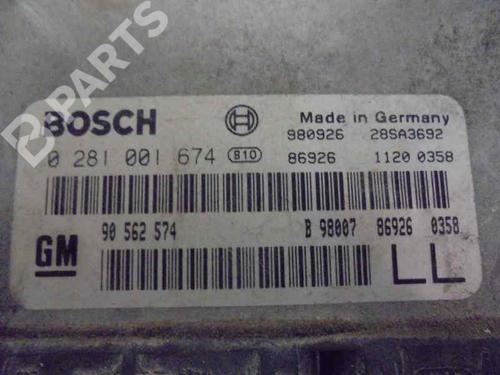 B-PARTS
BOSCH Made in Germany
980926 28SA3692
0 281 001 674 B10 86926 1120 0358
90 562 574 B 98007 86926 0358
GM LL